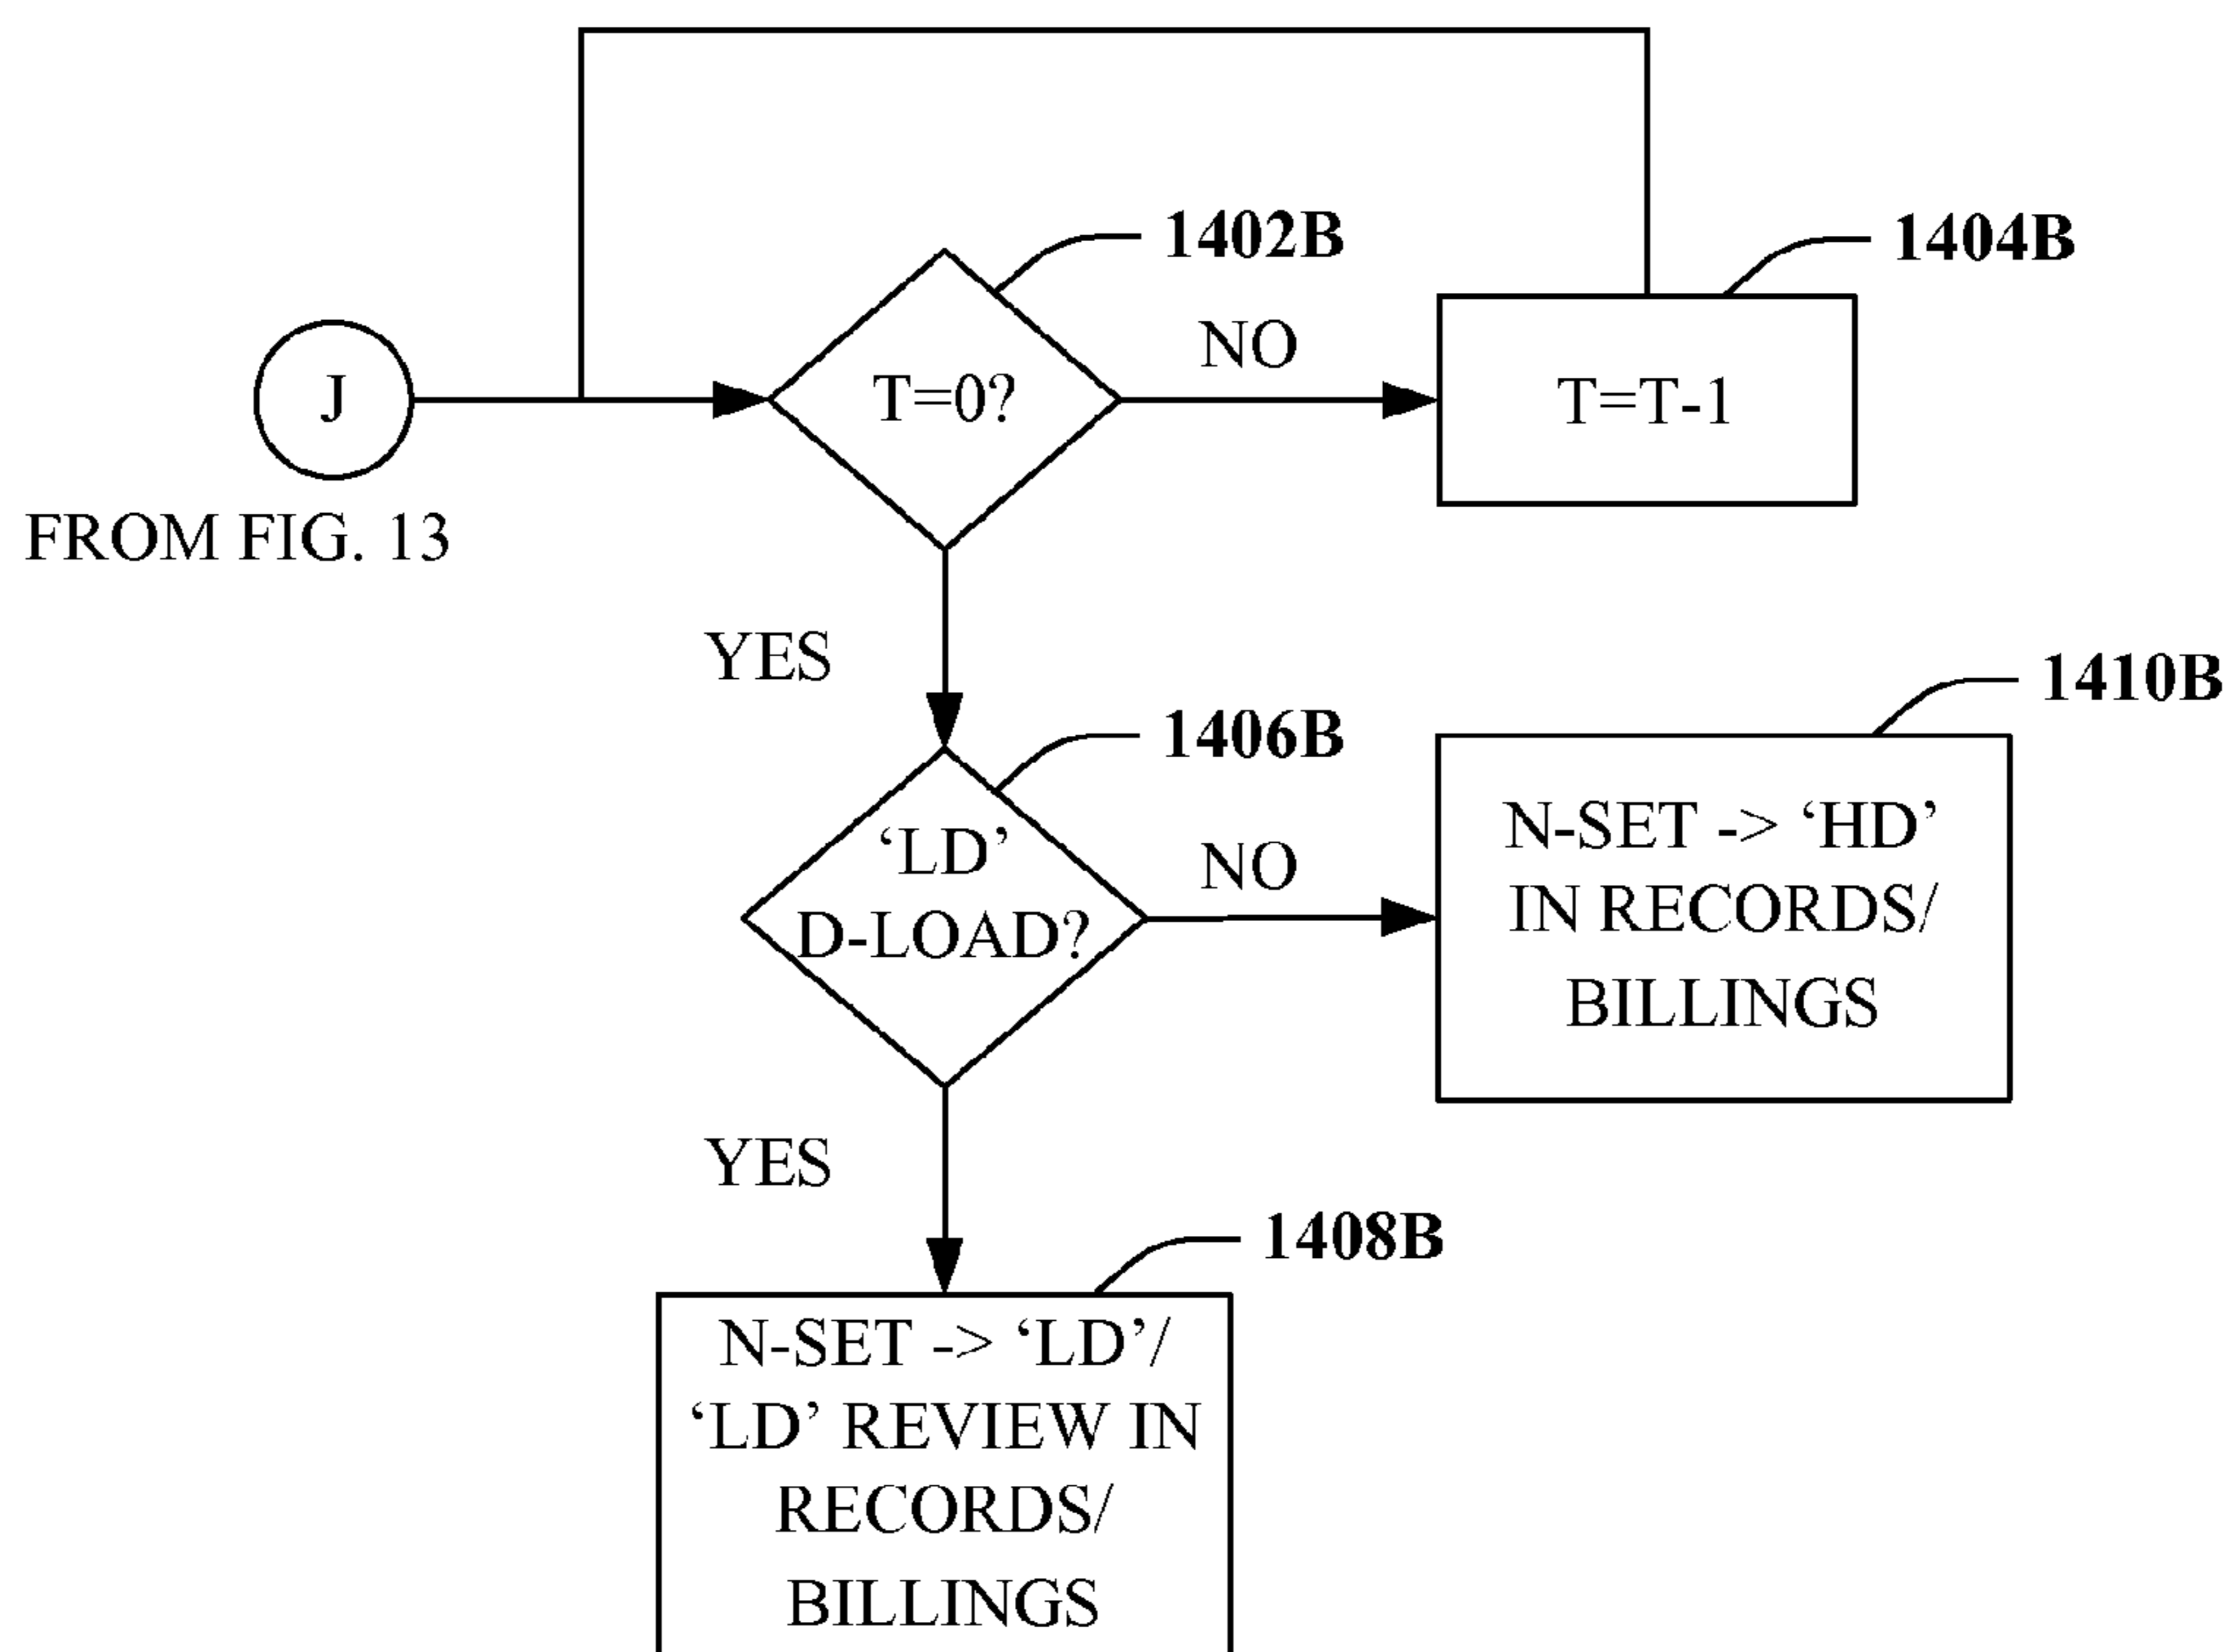 1402B
1404B
J
T=0?
NO
T=T-1
FROM FIG. 13
YES
1406B
1410B
‘LD’
D-LOAD?
NO
N-SET -> ‘HD’
IN RECORDS/
BILLINGS
YES
1408B
N-SET -> ‘LD’/
‘LD’ REVIEW IN
RECORDS/
BILLINGS